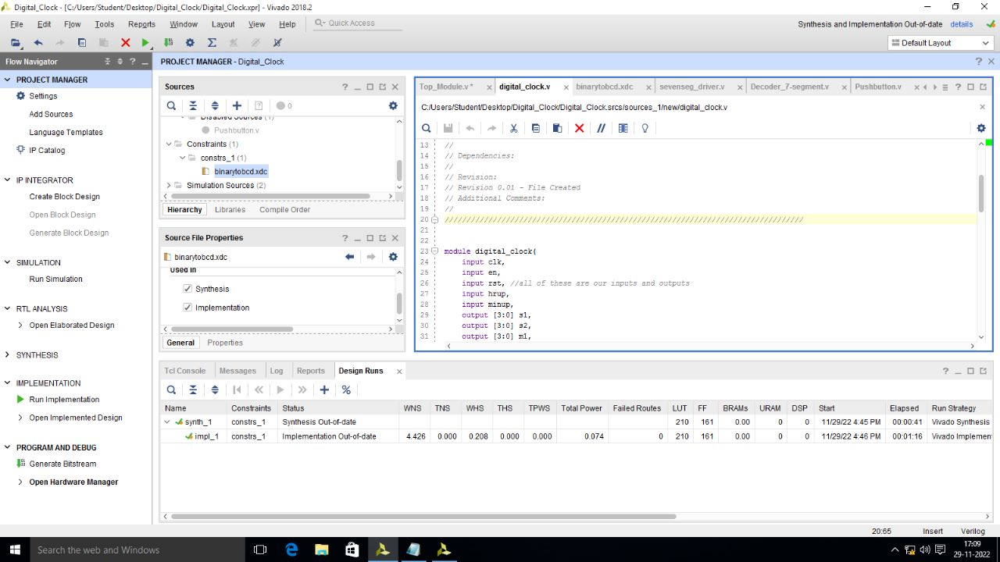 Digital_Clock - [C:/Users/Student/Desktop/Digital_Clock/Digital_Clock.xpr] - Vivado 2018.2
File Edit Flow Tools Reports Window Layout View Help Quick Access
Synthesis and Implementation Out-of-date details
Default Layout
Flow Navigator
PROJECT MANAGER
Settings
Add Sources
Language Templates
IP Catalog
IP INTEGRATOR
Create Block Design
Open Block Design
Generate Block Design
SIMULATION
Run Simulation
RTL ANALYSIS
Open Elaborated Design
SYNTHESIS
IMPLEMENTATION
Run Implementation
Open Implemented Design
PROGRAM AND DEBUG
Generate Bitstream
Open Hardware Manager
PROJECT MANAGER - Digital_Clock
Sources
0
Disabled Sources (1)
Pushbutton.v
Constraints (1)
constrs_1 (1)
binarytobcd.xdc
Simulation Sources (2)
Hierarchy Libraries Compile Order
Source File Properties
binarytobcd.xdc
Used In
Synthesis
Implementation
General Properties
Top_Module.v * digital_clock.v binarytobcd.xdc sevenseg_driver.v Decoder_7-segment.v Pushbutton.v
C:/Users/Student/Desktop/Digital_Clock/Digital_Clock.srcs/sources_1/new/digital_clock.v
13 //
14 // Dependencies:
15 //
16 // Revision:
17 // Revision 0.01 - File Created
18 // Additional Comments:
19 //
20 //////////////////////////////////////////////////////////////////////////////////
21
22
23 module digital_clock(
24 input clk,
25 input en,
26 input rst, //all of these are our inputs and outputs
27 input hrup,
28 input minup,
29 output [3:0] s1,
30 output [3:0] s2,
31 output [3:0] m1,
Tcl Console Messages Log Reports Design Runs
Name Constraints Status WNS TNS WHS THS TPWS Total Power Failed Routes LUT FF BRAMs URAM DSP Start Elapsed Run Strategy
synth_1 constrs_1 Synthesis Out-of-date 210 161 0.00 0 0 11/29/22 4:45 PM 00:00:41 Vivado Synthesis
impl_1 constrs_1 Implementation Out-of-date 4.426 0.000 0.208 0.000 0.000 0.074 0 210 161 0.00 0 0 11/29/22 4:46 PM 00:01:16 Vivado Implemen
20:65 Insert Verilog
Search the web and Windows
17:09
29-11-2022